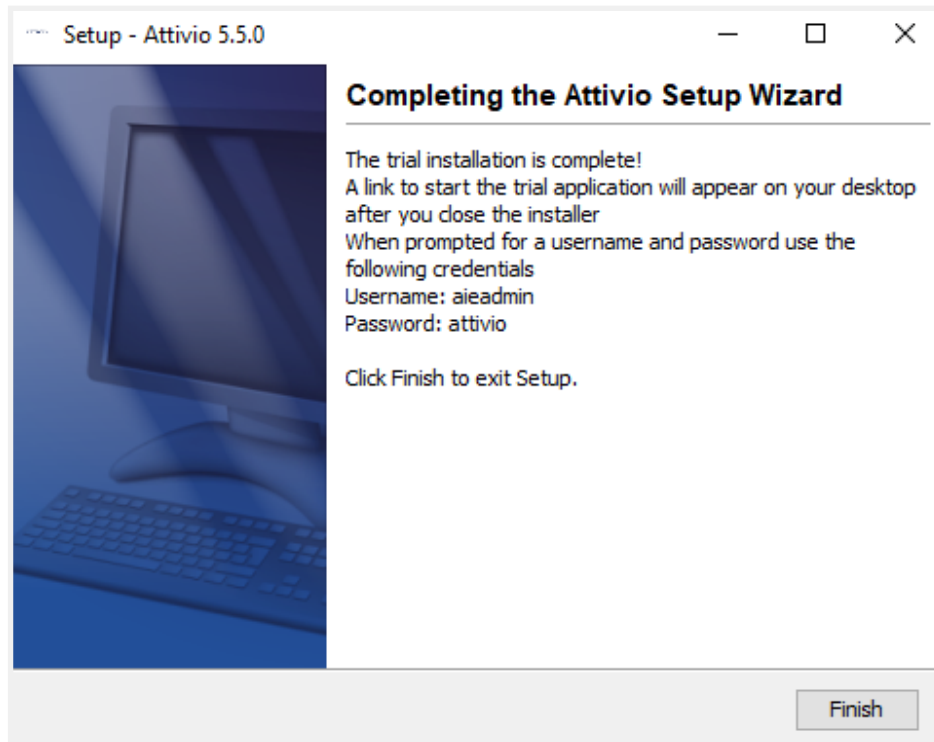 Setup - Attivio 5.5.0
Completing the Attivio Setup Wizard
The trial installation is complete!
A link to start the trial application will appear on your desktop
after you close the installer
When prompted for a username and password use the
following credentials
Username: aieadmin
Password: attivio
Click Finish to exit Setup.
Finish